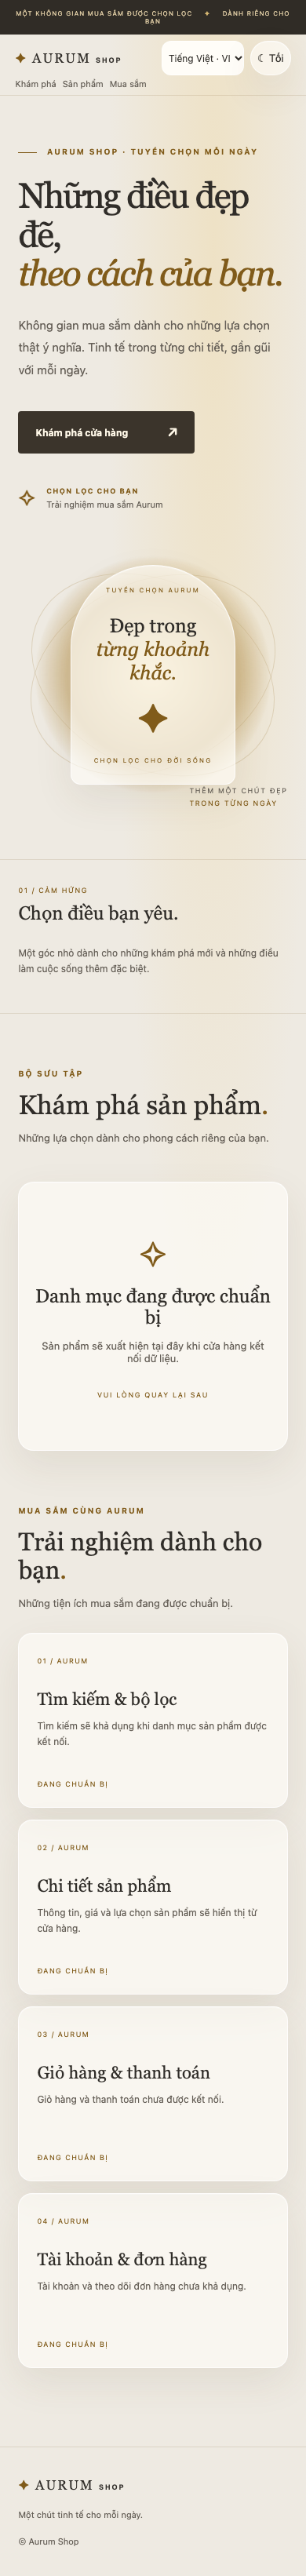 MỘT KHÔNG GIAN MUA SẮM ĐƯỢC CHỌN LỌC ✦ DÀNH RIÊNG CHO
BẠN
AURUM SHOP
Tiếng Việt · VI
Tối
Khám phá Sản phẩm Mua sắm
AURUM SHOP · TUYỂN CHỌN MỖI NGÀY
Những điều đẹp
đẽ,
theo cách của bạn.
Không gian mua sắm dành cho những lựa chọn
thật ý nghĩa. Tinh tế trong từng chi tiết, gần gũi
với mỗi ngày.
Khám phá cửa hàng ↗
CHỌN LỌC CHO BẠN
Trải nghiệm mua sắm Aurum
TUYỂN CHỌN AURUM
Đẹp trong
từng khoảnh
khắc.
CHỌN LỌC CHO ĐỜI SỐNG
THÊM MỘT CHÚT ĐẸP
TRONG TỪNG NGÀY
01 / CẢM HỨNG
Chọn điều bạn yêu.
Một góc nhỏ dành cho những khám phá mới và những điều
làm cuộc sống thêm đặc biệt.
BỘ SƯU TẬP
Khám phá sản phẩm.
Những lựa chọn dành cho phong cách riêng của bạn.
Danh mục đang được chuẩn
bị
Sản phẩm sẽ xuất hiện tại đây khi cửa hàng kết
nối dữ liệu.
VUI LÒNG QUAY LẠI SAU
MUA SẮM CÙNG AURUM
Trải nghiệm dành cho
bạn.
Những tiện ích mua sắm đang được chuẩn bị.
01 / AURUM
Tìm kiếm & bộ lọc
Tìm kiếm sẽ khả dụng khi danh mục sản phẩm được
kết nối.
ĐANG CHUẨN BỊ
02 / AURUM
Chi tiết sản phẩm
Thông tin, giá và lựa chọn sản phẩm sẽ hiển thị từ
cửa hàng.
ĐANG CHUẨN BỊ
03 / AURUM
Giỏ hàng & thanh toán
Giỏ hàng và thanh toán chưa được kết nối.
ĐANG CHUẨN BỊ
04 / AURUM
Tài khoản & đơn hàng
Tài khoản và theo dõi đơn hàng chưa khả dụng.
ĐANG CHUẨN BỊ
AURUM SHOP
Một chút tinh tế cho mỗi ngày.
© Aurum Shop